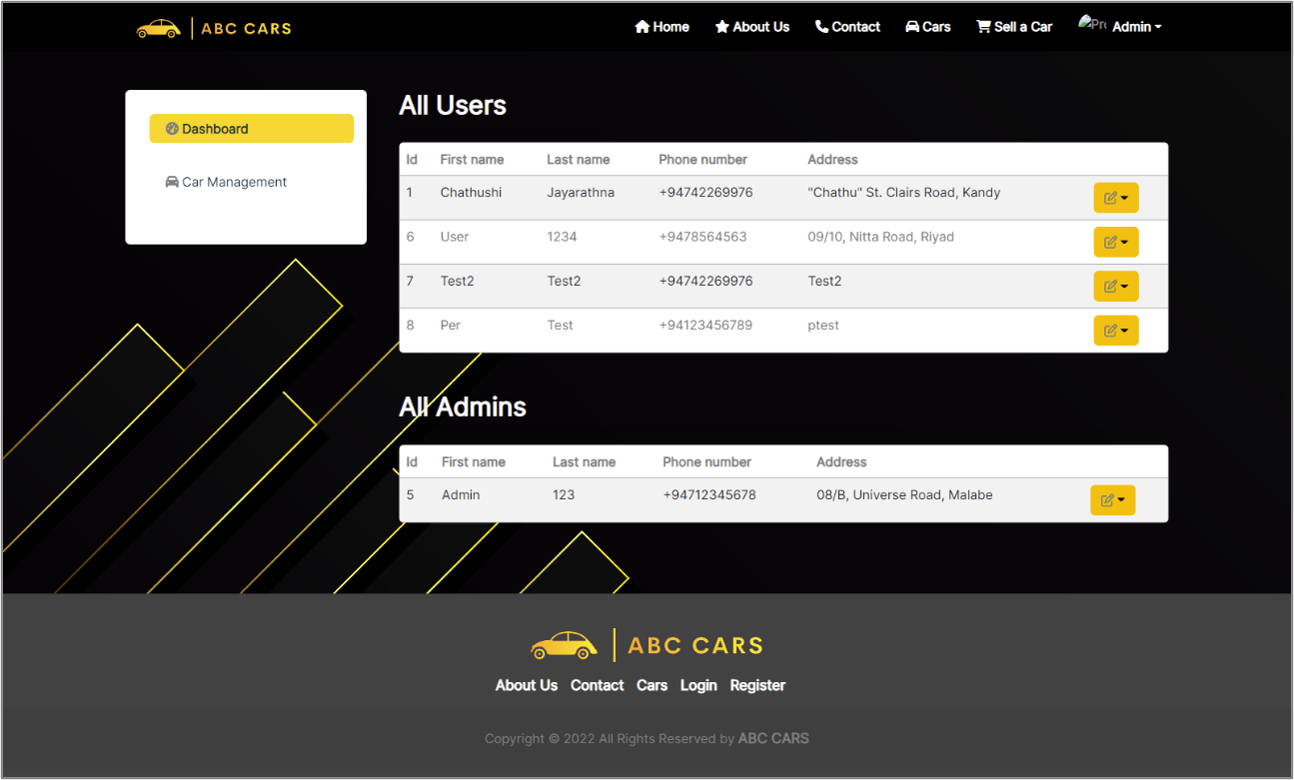 ABC CARS
Home About Us Contact Cars Sell a Car Pro Admin
Dashboard
Car Management
All Users
Id First name Last name Phone number Address
1 Chathushi Jayarathna +94742269976 "Chathu" St. Clairs Road, Kandy
6 User 1234 +9478564563 09/10, Nitta Road, Riyad
7 Test2 Test2 +94742269976 Test2
8 Per Test +94123456789 ptest
All Admins
Id First name Last name Phone number Address
5 Admin 123 +94712345678 08/B, Universe Road, Malabe
ABC CARS
About Us Contact Cars Login Register
Copyright © 2022 All Rights Reserved by ABC CARS